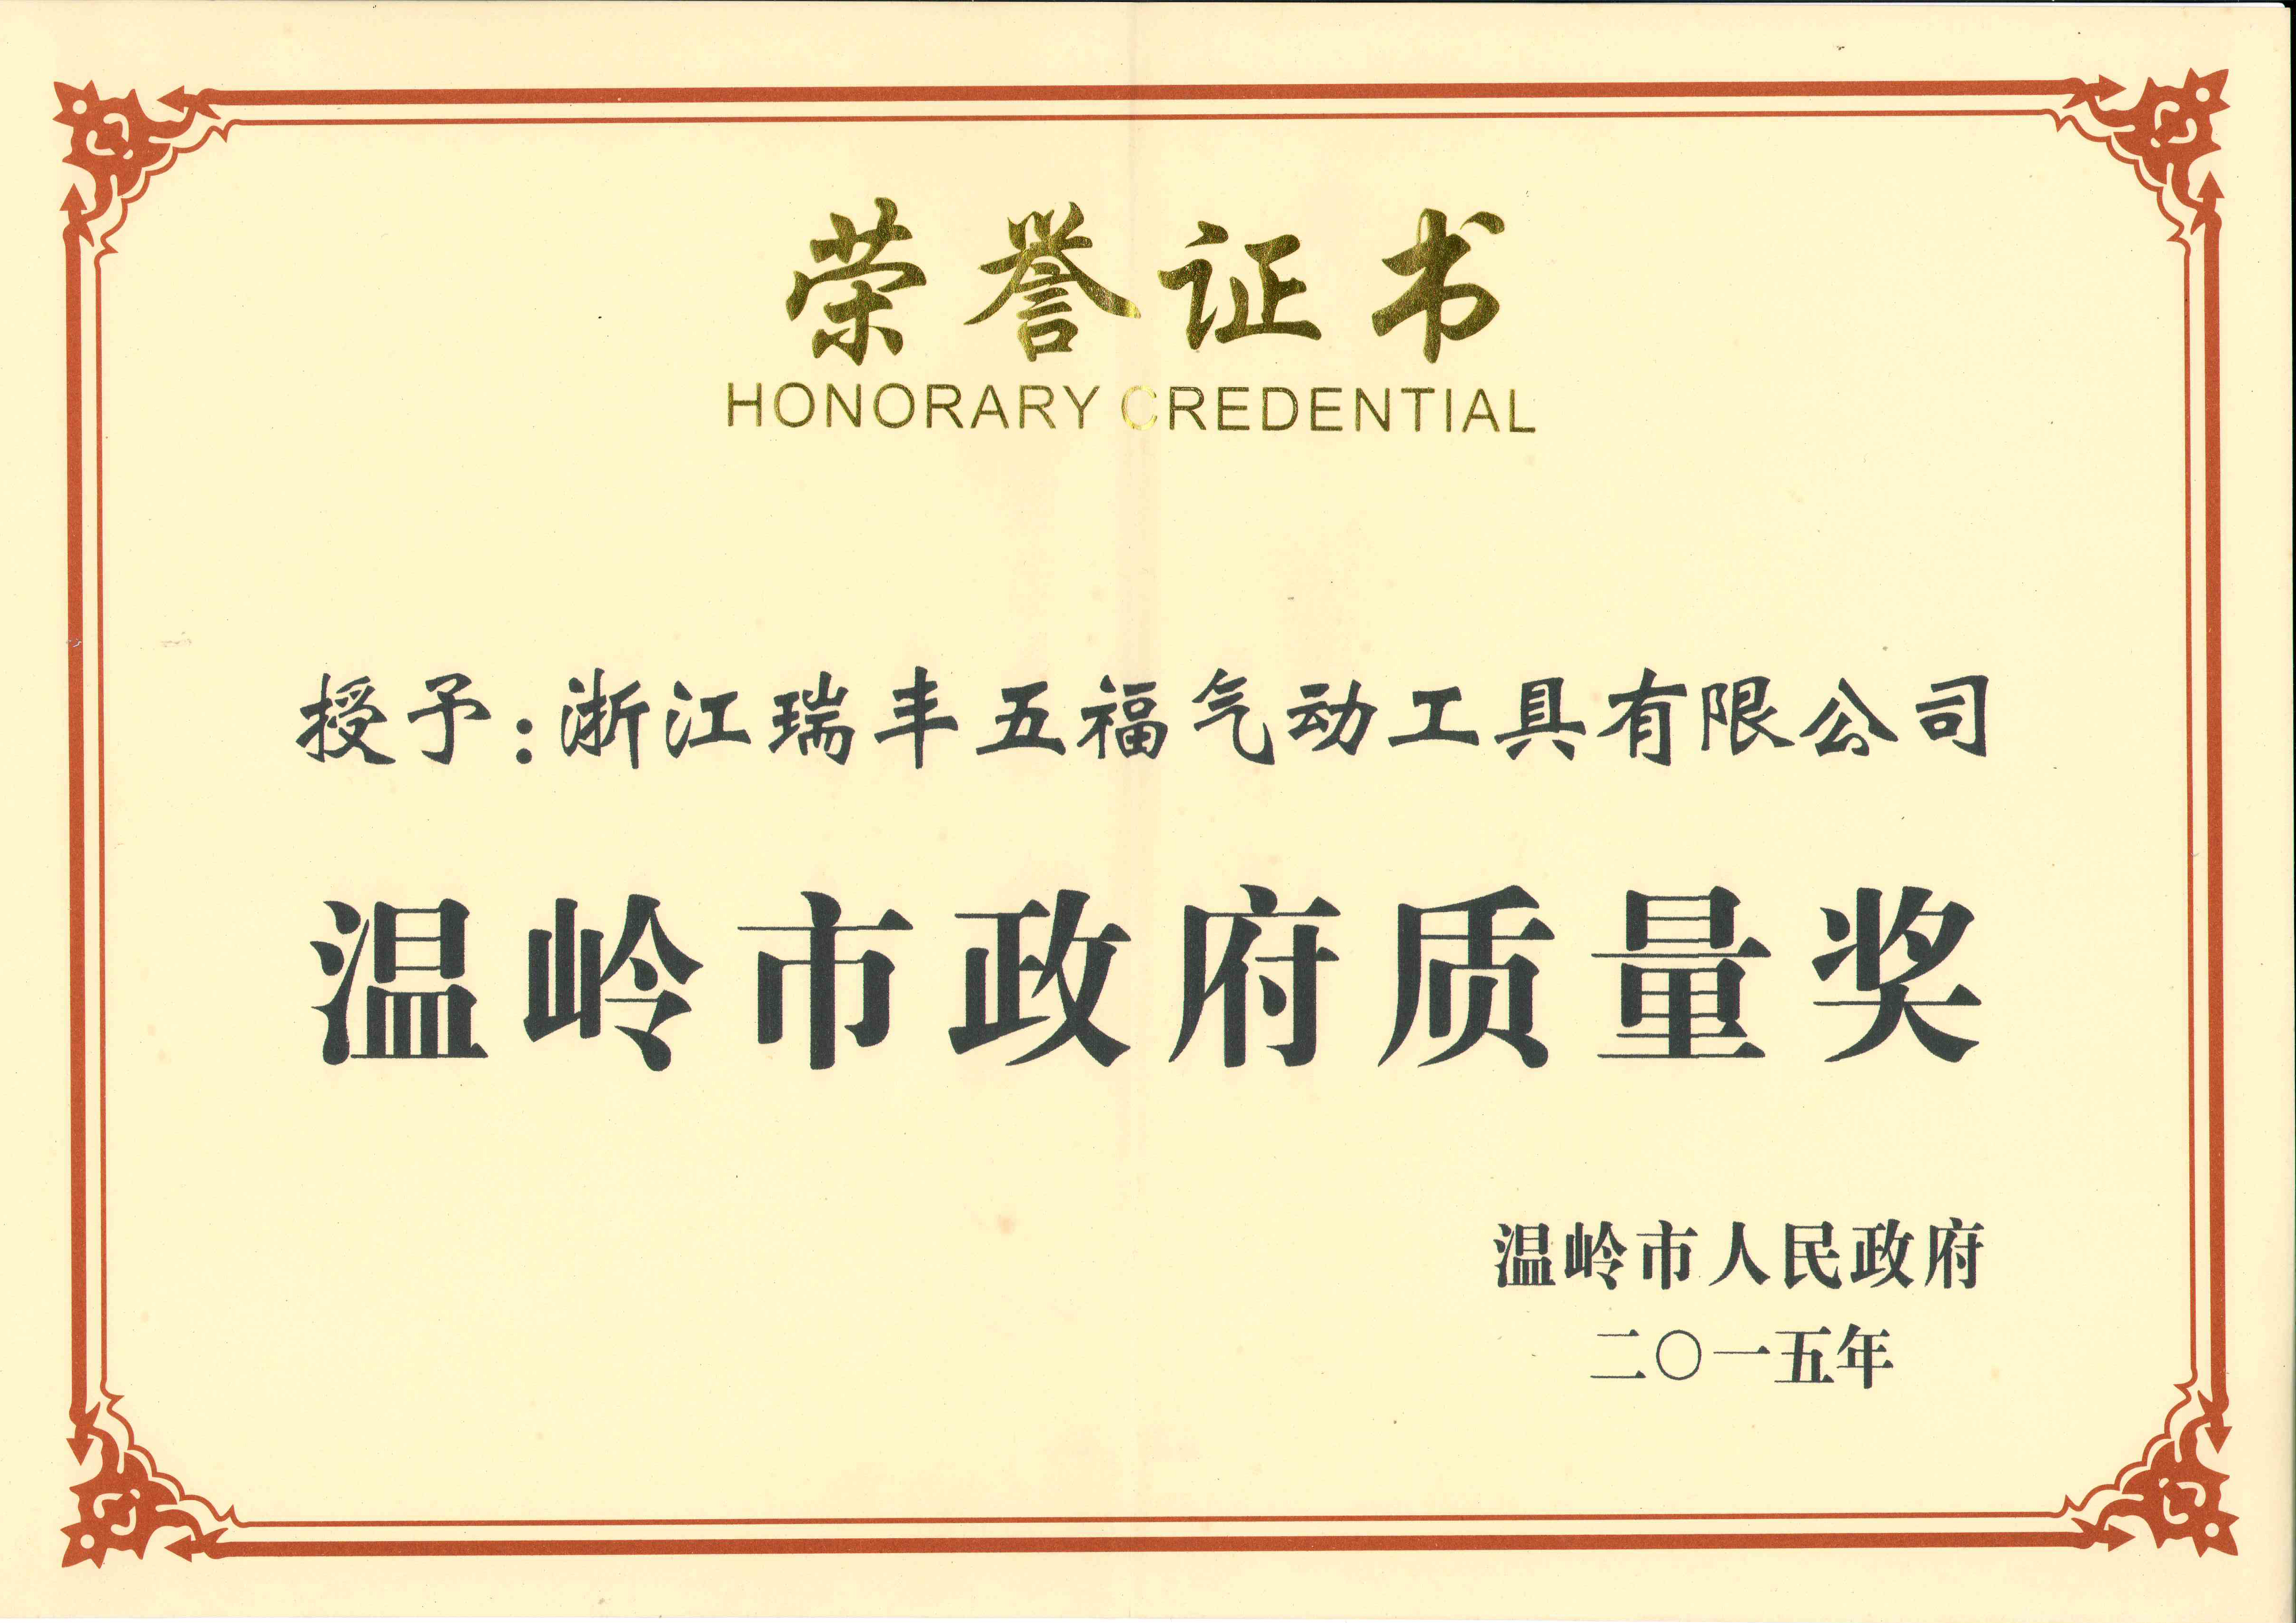 荣誉证书
HONORARY CREDENTIAL
授予:浙江瑞丰五福气动工具有限公司
温岭市政府质量奖
温岭市人民政府
二〇一五年